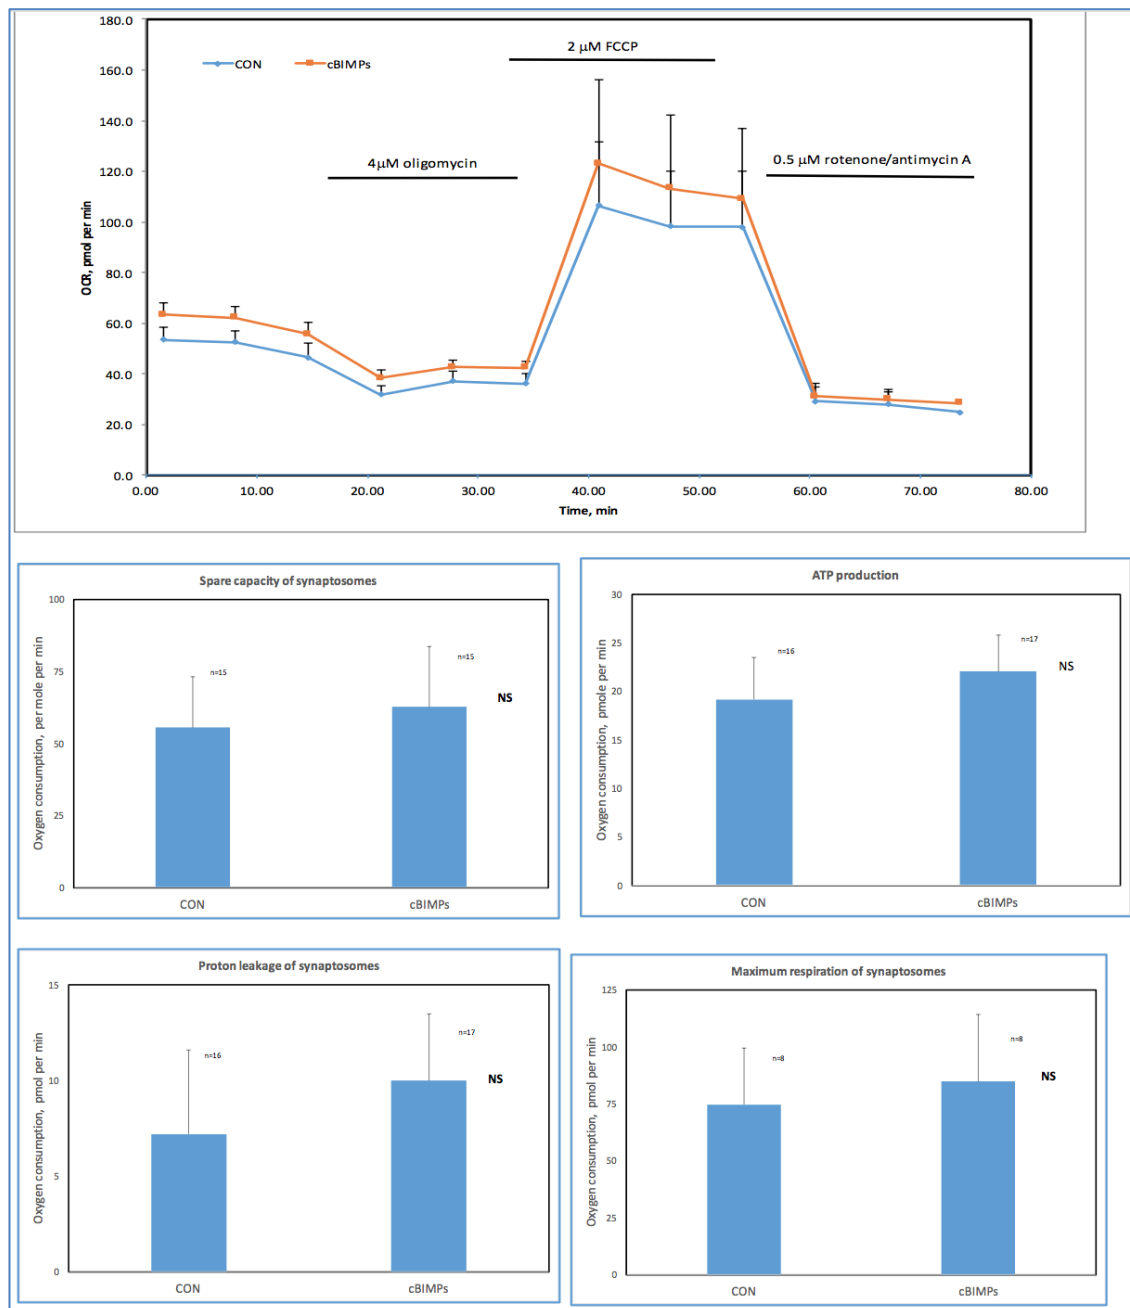 180.0
160.0
140.0
120.0
100.0
80.0
60.0
40.0
20.0
0.0
OCR, pmol per min
CON
cBIMPs
2 µM FCCP
4µM oligomycin
0.5 µM rotenone/antimycin A
0.00 10.00 20.00 30.00 40.00 50.00 60.00 70.00 80.00
Time, min
Spare capacity of synaptosomes
Oxygen consumption, per mole per min
100
75
50
25
0
n=15
n=15
NS
CON cBIMPs
ATP production
Oxygen consumption, pmole per min
30
25
20
15
10
5
0
n=16
n=17
NS
CON cBIMPs
Proton leakage of synaptosomes
Oxygen consumption, pmol per min
15
10
5
0
n=16
n=17
NS
CON cBIMPs
Maximum respiration of synaptosomes
Oxygen consumption, pmol per min
125
100
75
50
25
0
n=8
n=8
NS
CON cBIMPs